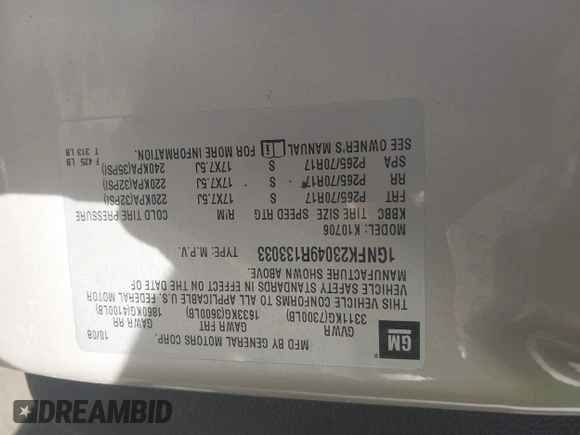 GM
MFD BY GENERAL MOTORS CORP. 10/08
GVWR GAWR FRT GAWR RR
3311KG(7300LB) 1633KG(3600LB) 1860KG(4100LB)
THIS VEHICLE CONFORMS TO ALL APPLICABLE U.S. FEDERAL MOTOR
VEHICLE SAFETY STANDARDS IN EFFECT ON THE DATE OF
MANUFACTURE SHOWN ABOVE.
1GNFK23049R133033 TYPE: M.P.V.
MODEL: K10706
KBBC TIRE SIZE SPEED RTG RIM COLD TIRE PRESSURE
FRT P265/70R17 S 17X7.5J 220KPA(32PSI)
RR P265/70R17 S 17X7.5J 220KPA(32PSI)
SPA P265/70R17 S 17X7.5J 240KPA(35PSI)
SEE OWNER'S MANUAL FOR MORE INFORMATION.
F 425 LB
T 313 LB
DREAMBID